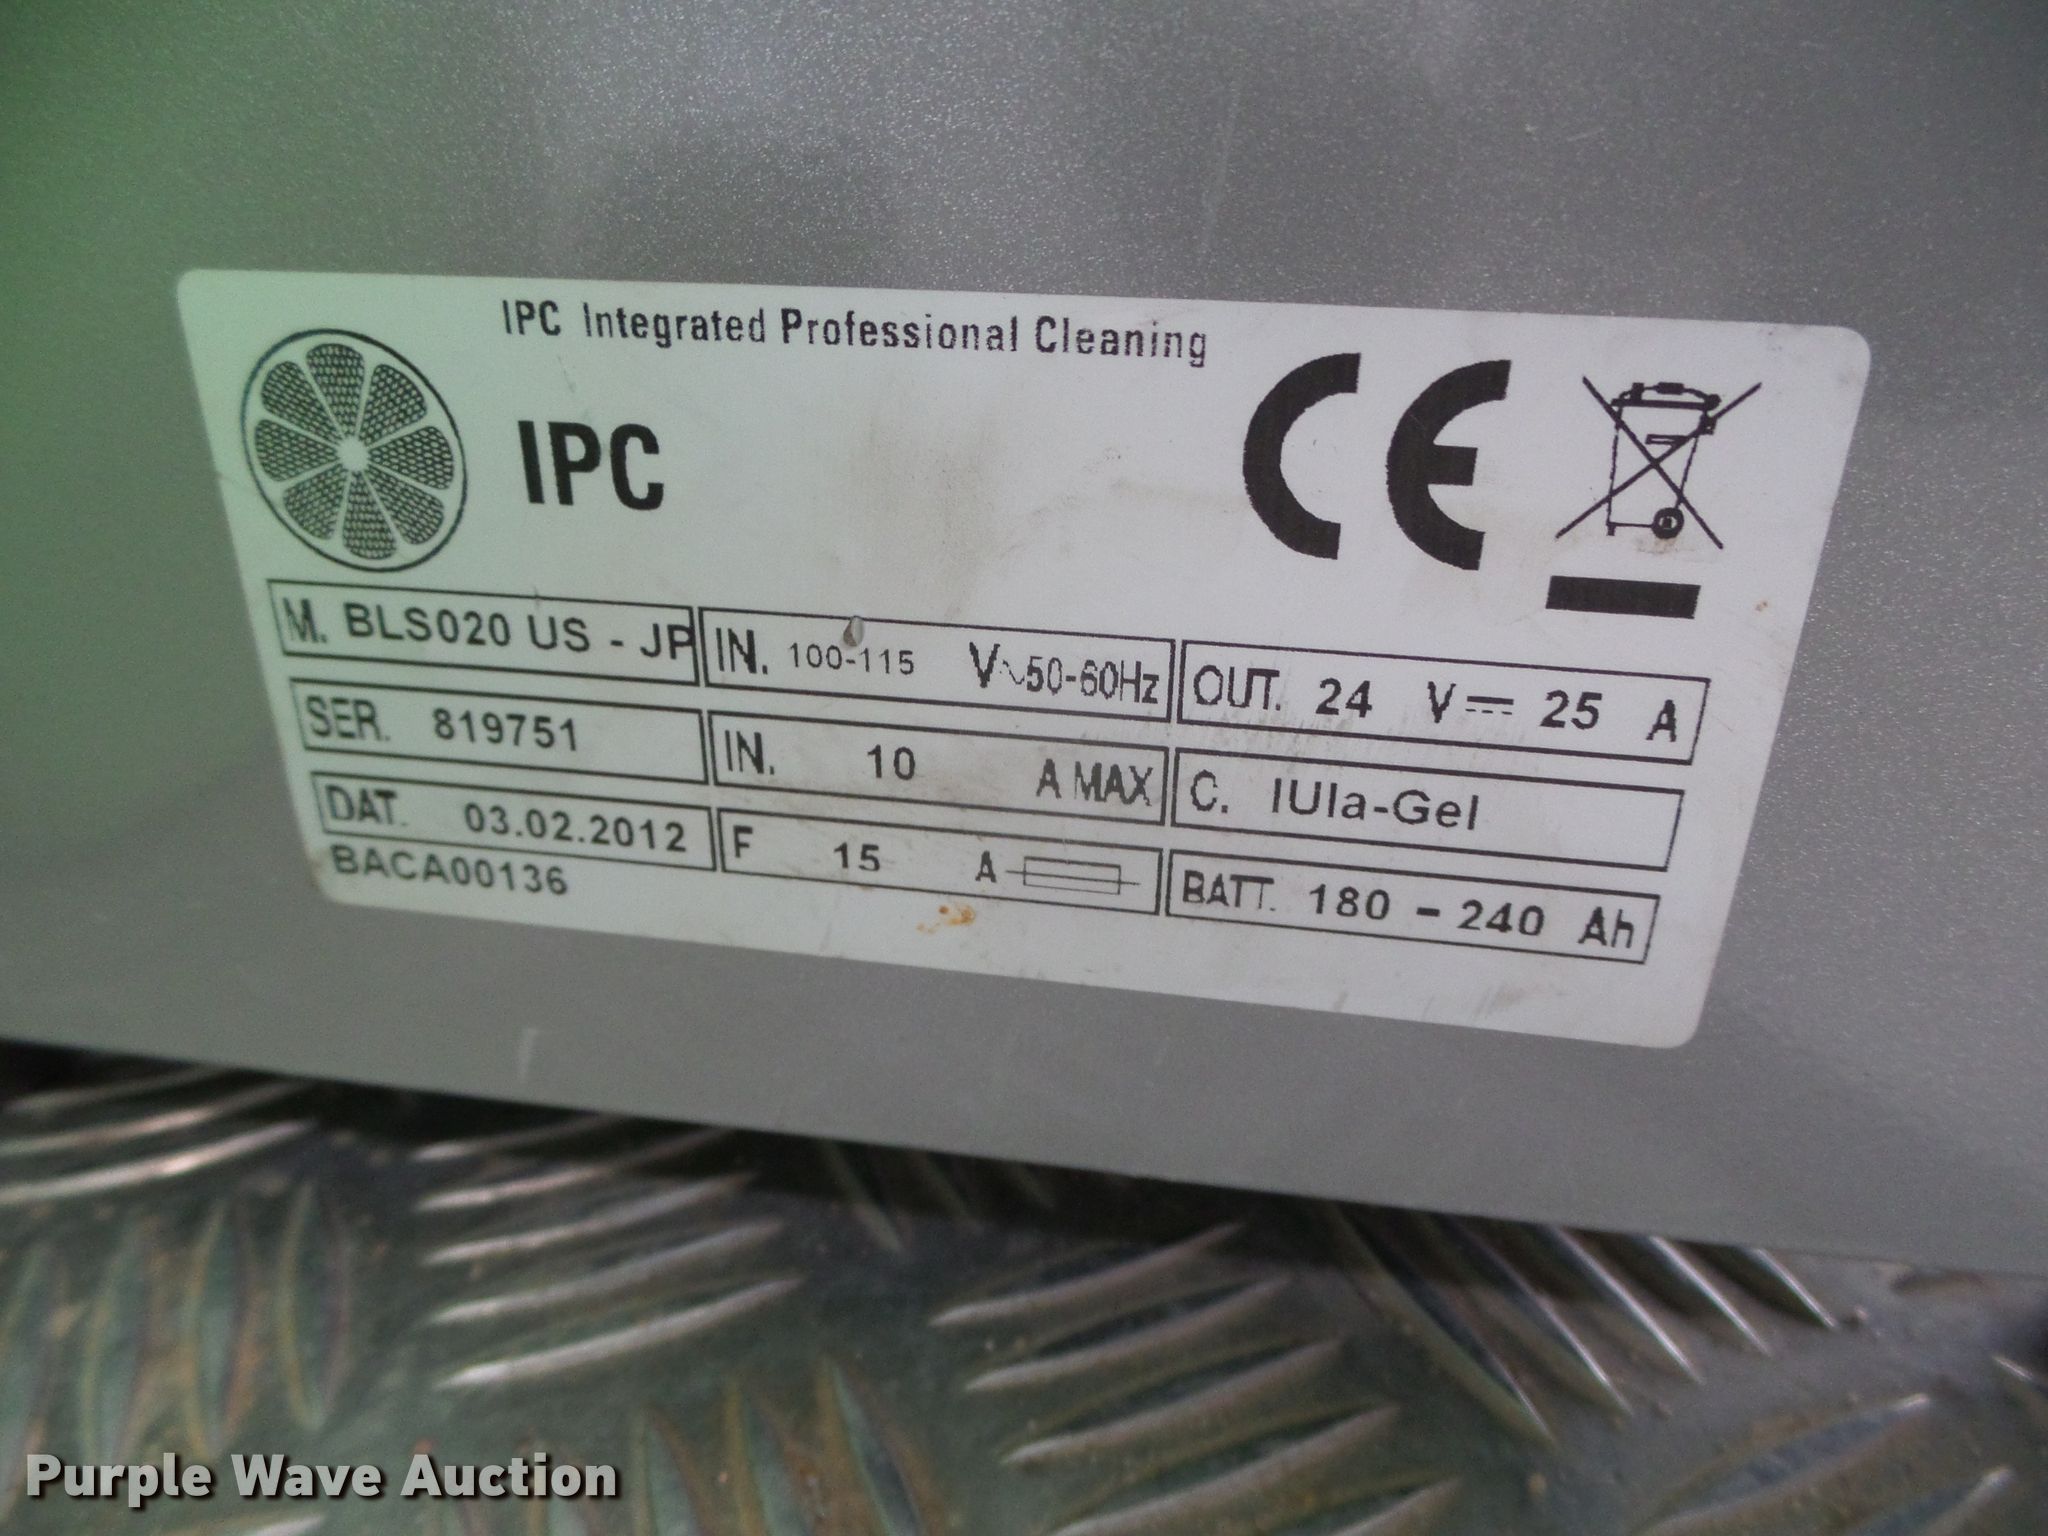 IPC Integrated Professional Cleaning
IPC
CE
M. BLS020 US - JP
IN. 100-115 V~50-60Hz
OUT. 24 V⎓ 25 A
SER. 819751
IN. 10 A MAX
C. IUIa-Gel
DAT. 03.02.2012
F 15 A
BATT. 180 - 240 Ah
BACA00136
Purple Wave Auction